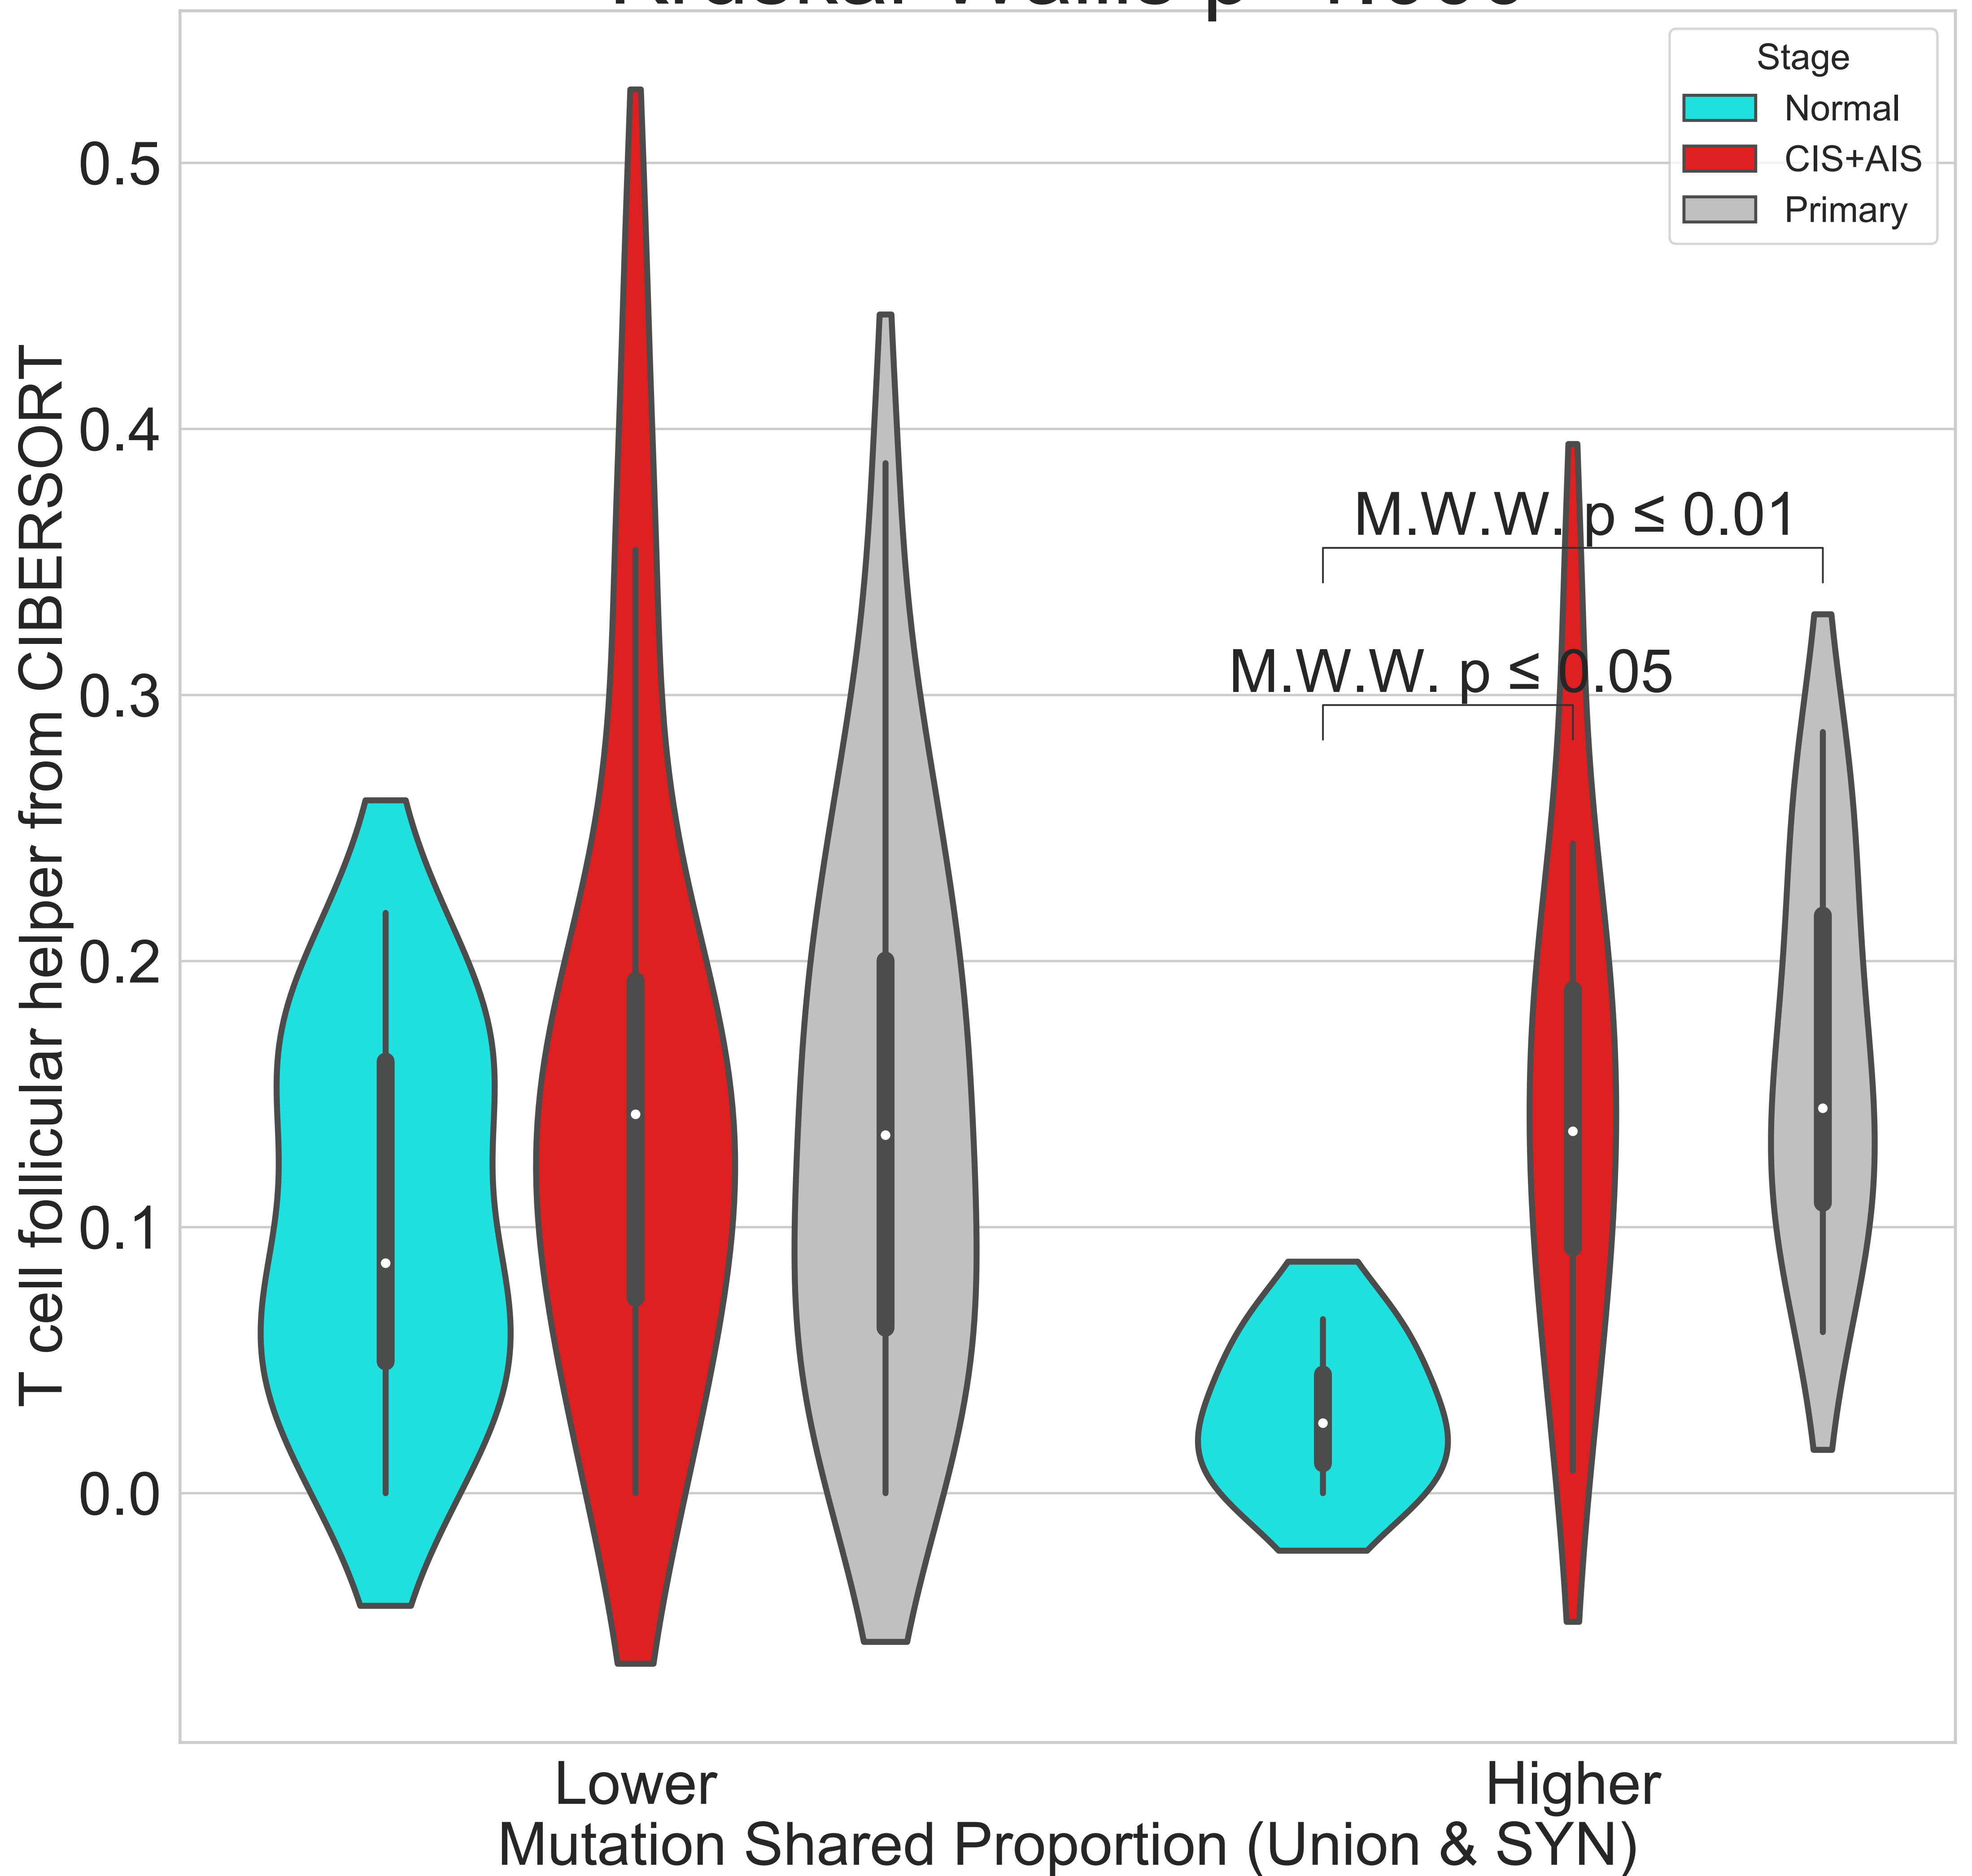 Stage
Normal
CIS+AIS
Primary
0.5
0.4
0.3
0.2
0.1
0.0
T cell follicular helper from CIBERSORT
M.W.W. p ≤ 0.01
M.W.W. p ≤ 0.05
Lower
Higher
Mutation Shared Proportion (Union & SYN)